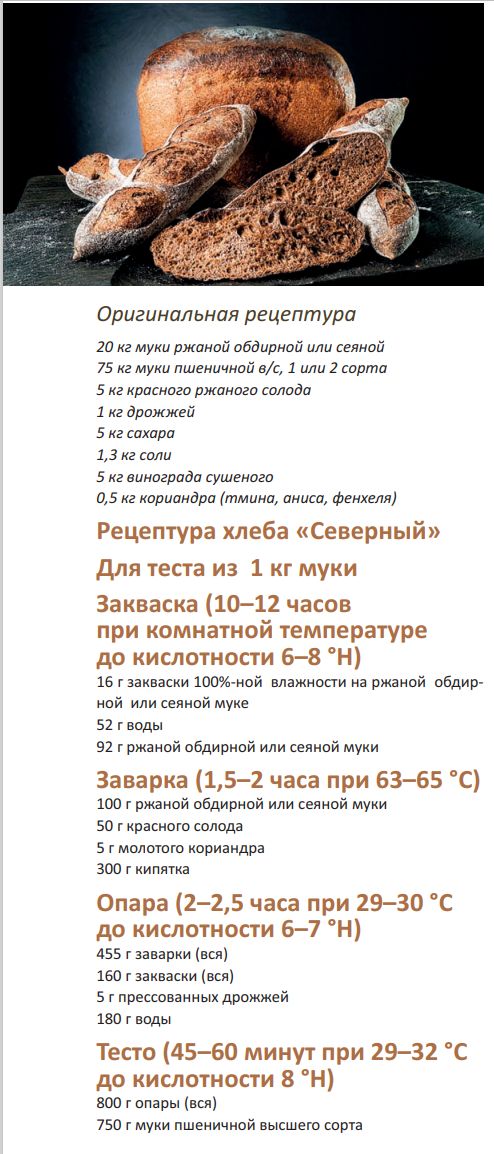 Оригинальная рецептура
20 кг муки ржаной обдирной или сеяной
75 кг муки пшеничной в/с, 1 или 2 сорта
5 кг красного ржаного солода
1 кг дрожжей
5 кг сахара
1,3 кг соли
5 кг винограда сушеного
0,5 кг кориандра (тмина, аниса, фенхеля)
Рецептура хлеба «Северный»
Для теста из 1 кг муки
Закваска (10–12 часов
при комнатной температуре
до кислотности 6–8 °Н)
16 г закваски 100%-ной влажности на ржаной обдир-
ной или сеяной муке
52 г воды
92 г ржаной обдирной или сеяной муки
Заварка (1,5–2 часа при 63–65 °С)
100 г ржаной обдирной или сеяной муки
50 г красного солода
5 г молотого кориандра
300 г кипятка
Опара (2–2,5 часа при 29–30 °С
до кислотности 6–7 °Н)
455 г заварки (вся)
160 г закваски (вся)
5 г прессованных дрожжей
180 г воды
Тесто (45–60 минут при 29–32 °С
до кислотности 8 °Н)
800 г опары (вся)
750 г муки пшеничной высшего сорта